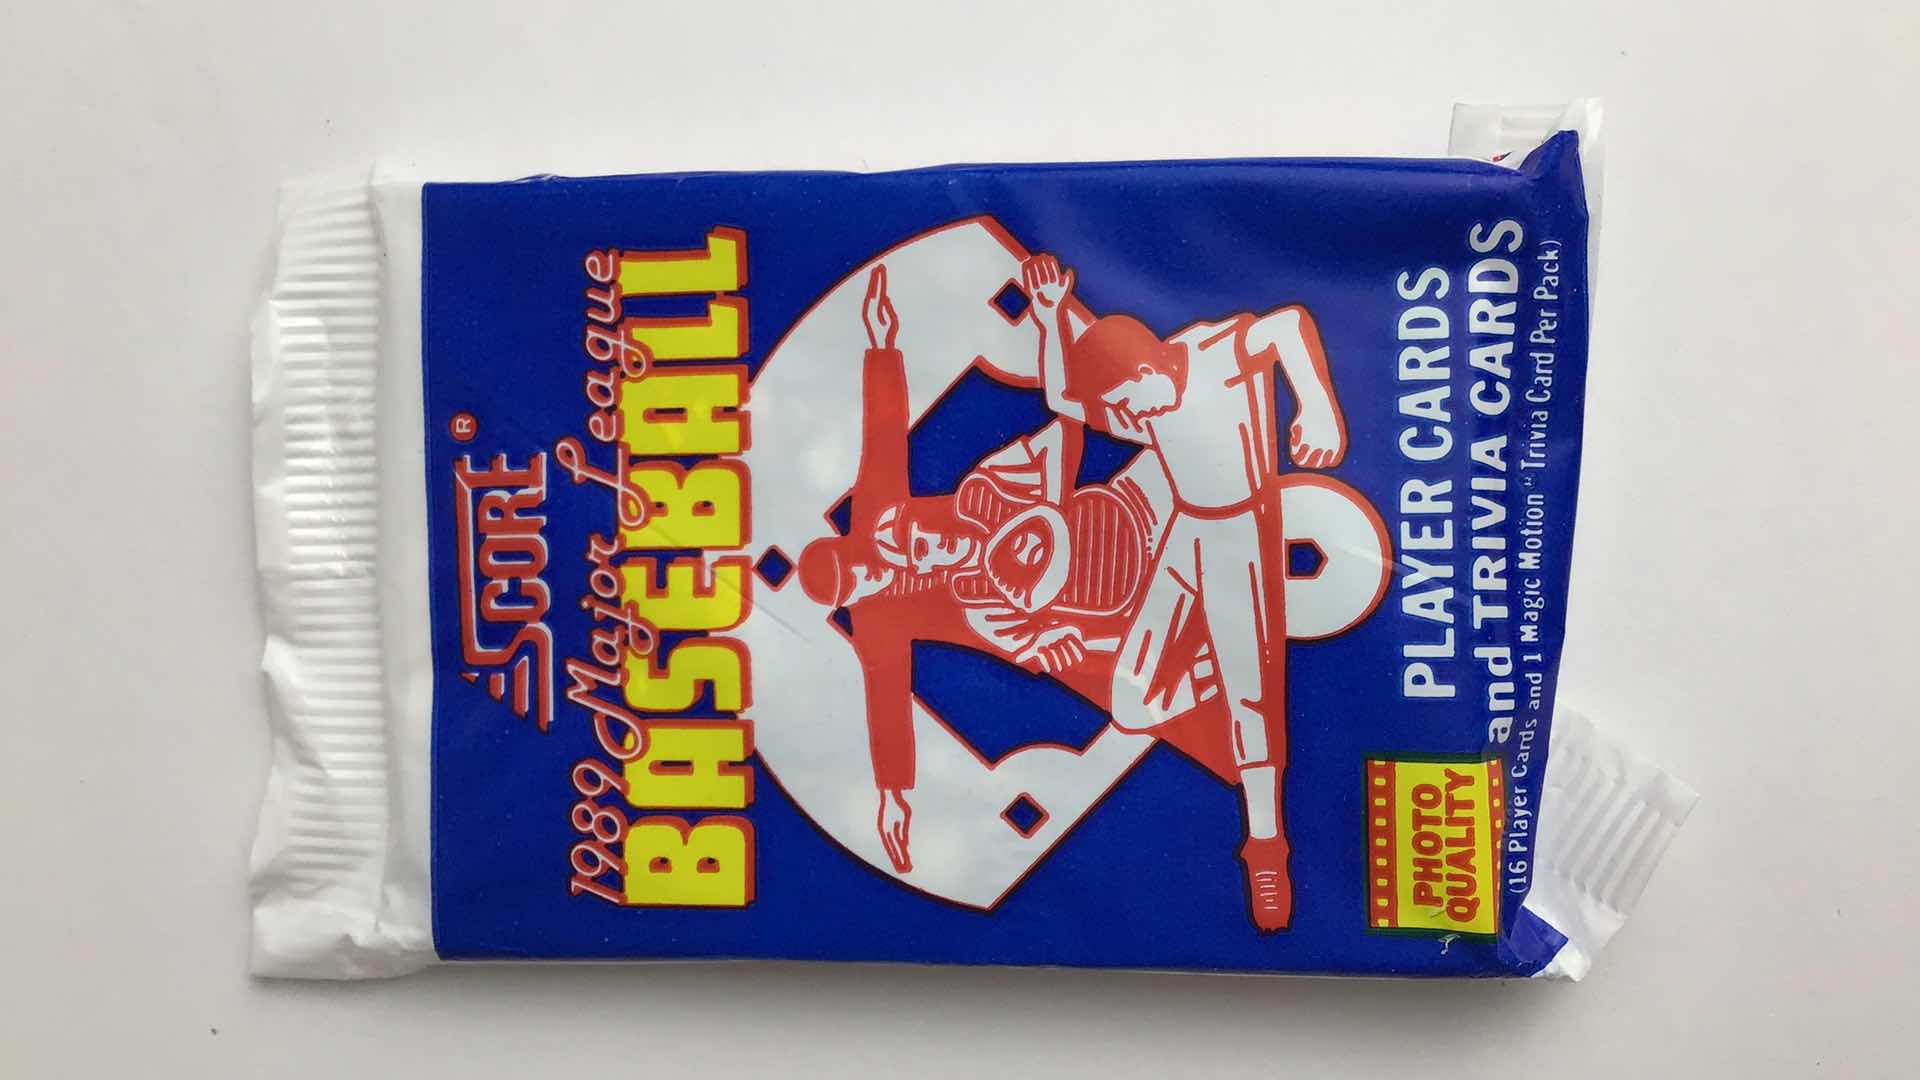 SCORE®
1989 Major League
BASEBALL
PLAYER CARDS
and TRIVIA CARDS
(16 Player Cards and 1 Magic Motion™ Trivia Card Per Pack)
PHOTO
QUALITY